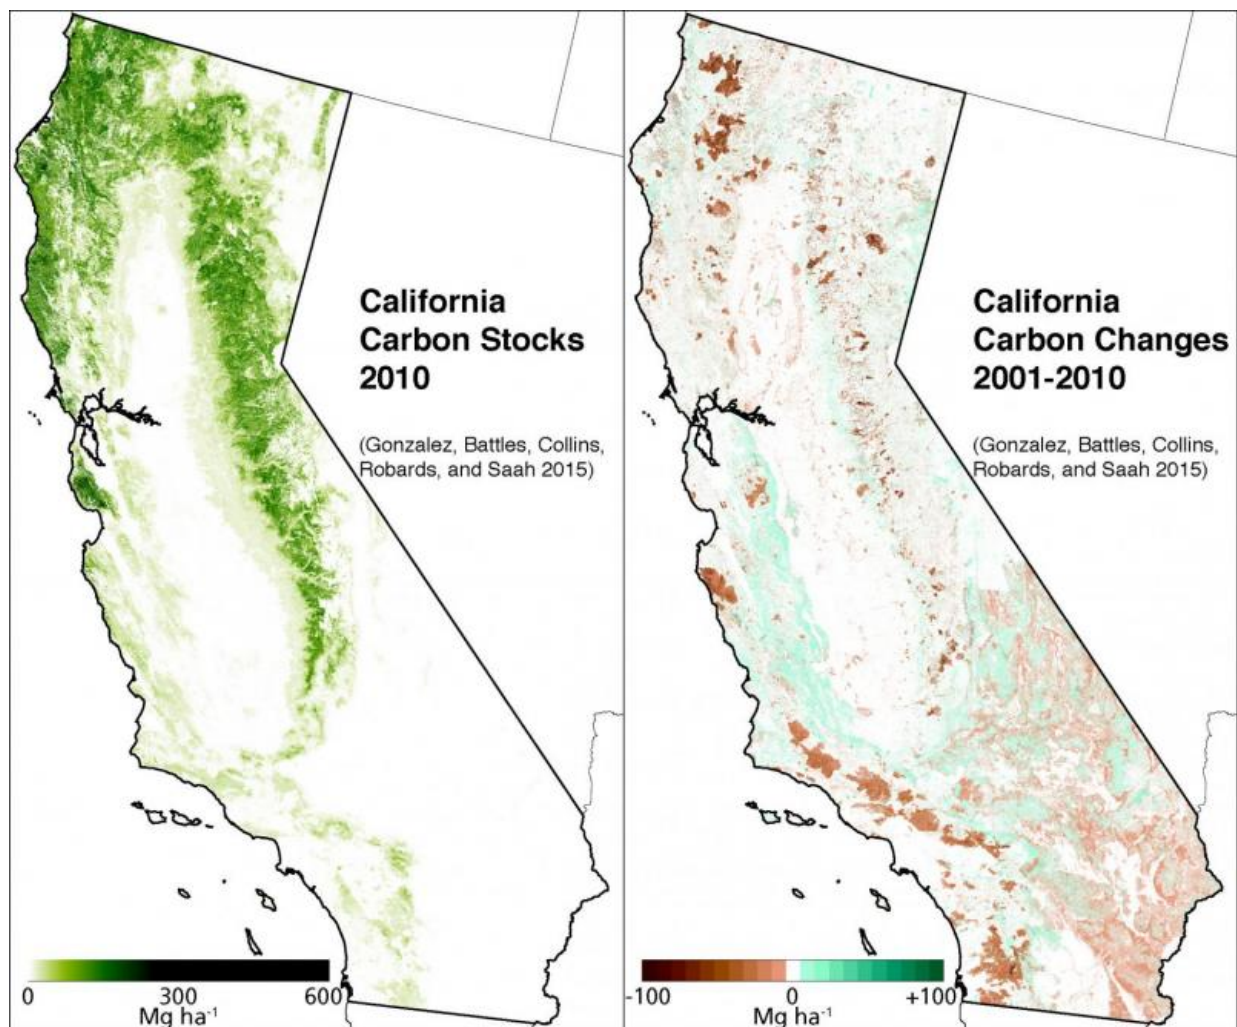 California
Carbon Stocks
2010
(Gonzalez, Battles, Collins,
Robards, and Saah 2015)
0 300 600
Mg ha⁻¹
California
Carbon Changes
2001-2010
(Gonzalez, Battles, Collins,
Robards, and Saah 2015)
-100 0 +100
Mg ha⁻¹